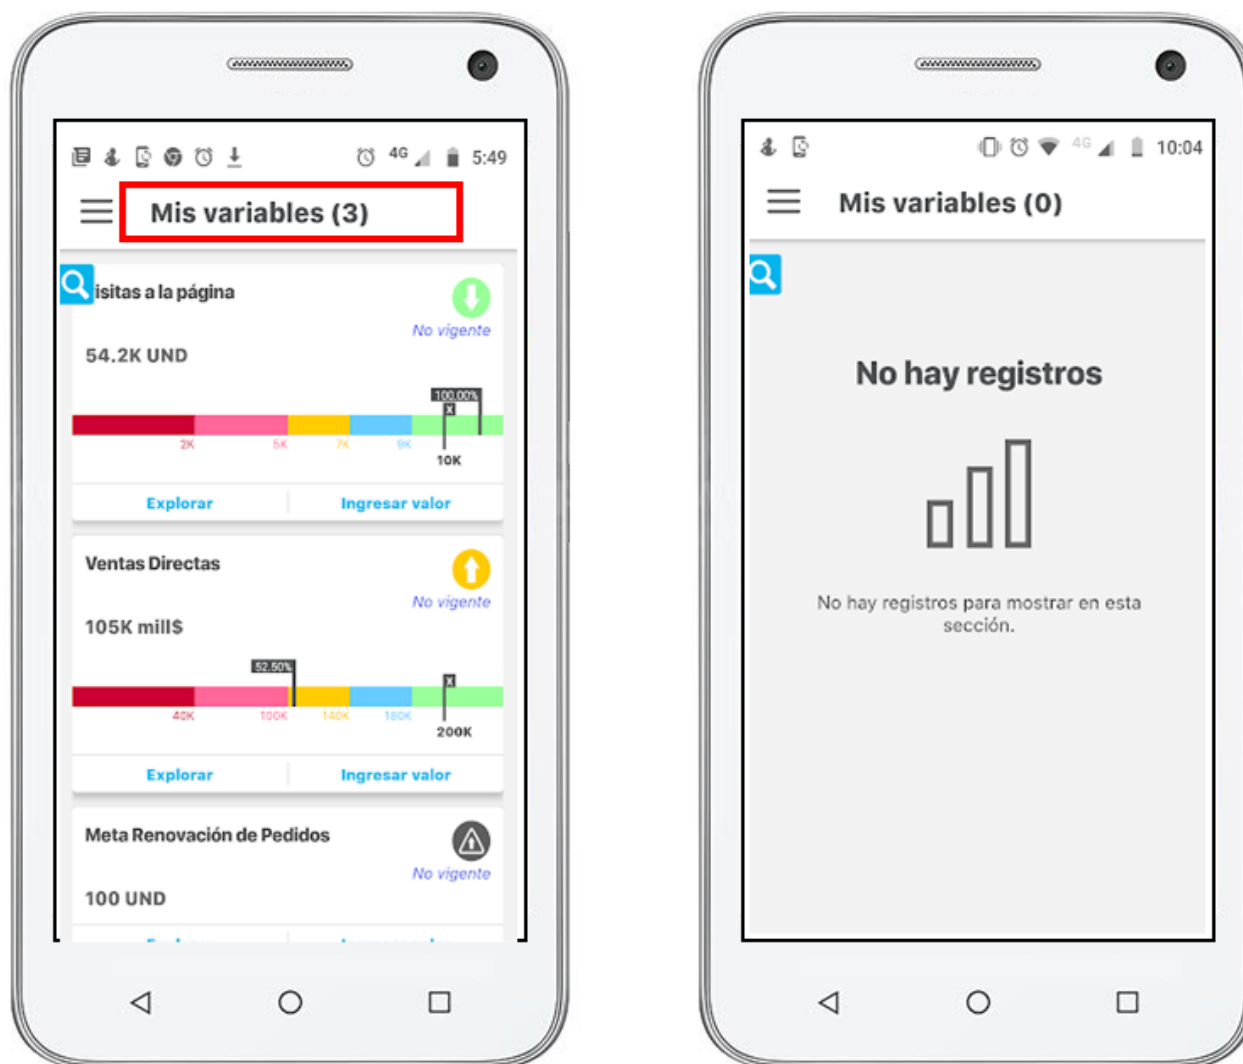 4G 5:49
Mis variables (3)
isitas a la página
No vigente
54.2K UND
100.00%
X
2K 5K 7K 9K
10K
Explorar Ingresar valor
Ventas Directas
No vigente
105K mill$
52.50%
X
40K 100K 140K 180K
200K
Explorar Ingresar valor
Meta Renovación de Pedidos
No vigente
100 UND
4G 10:04
Mis variables (0)
No hay registros
No hay registros para mostrar en esta
sección.